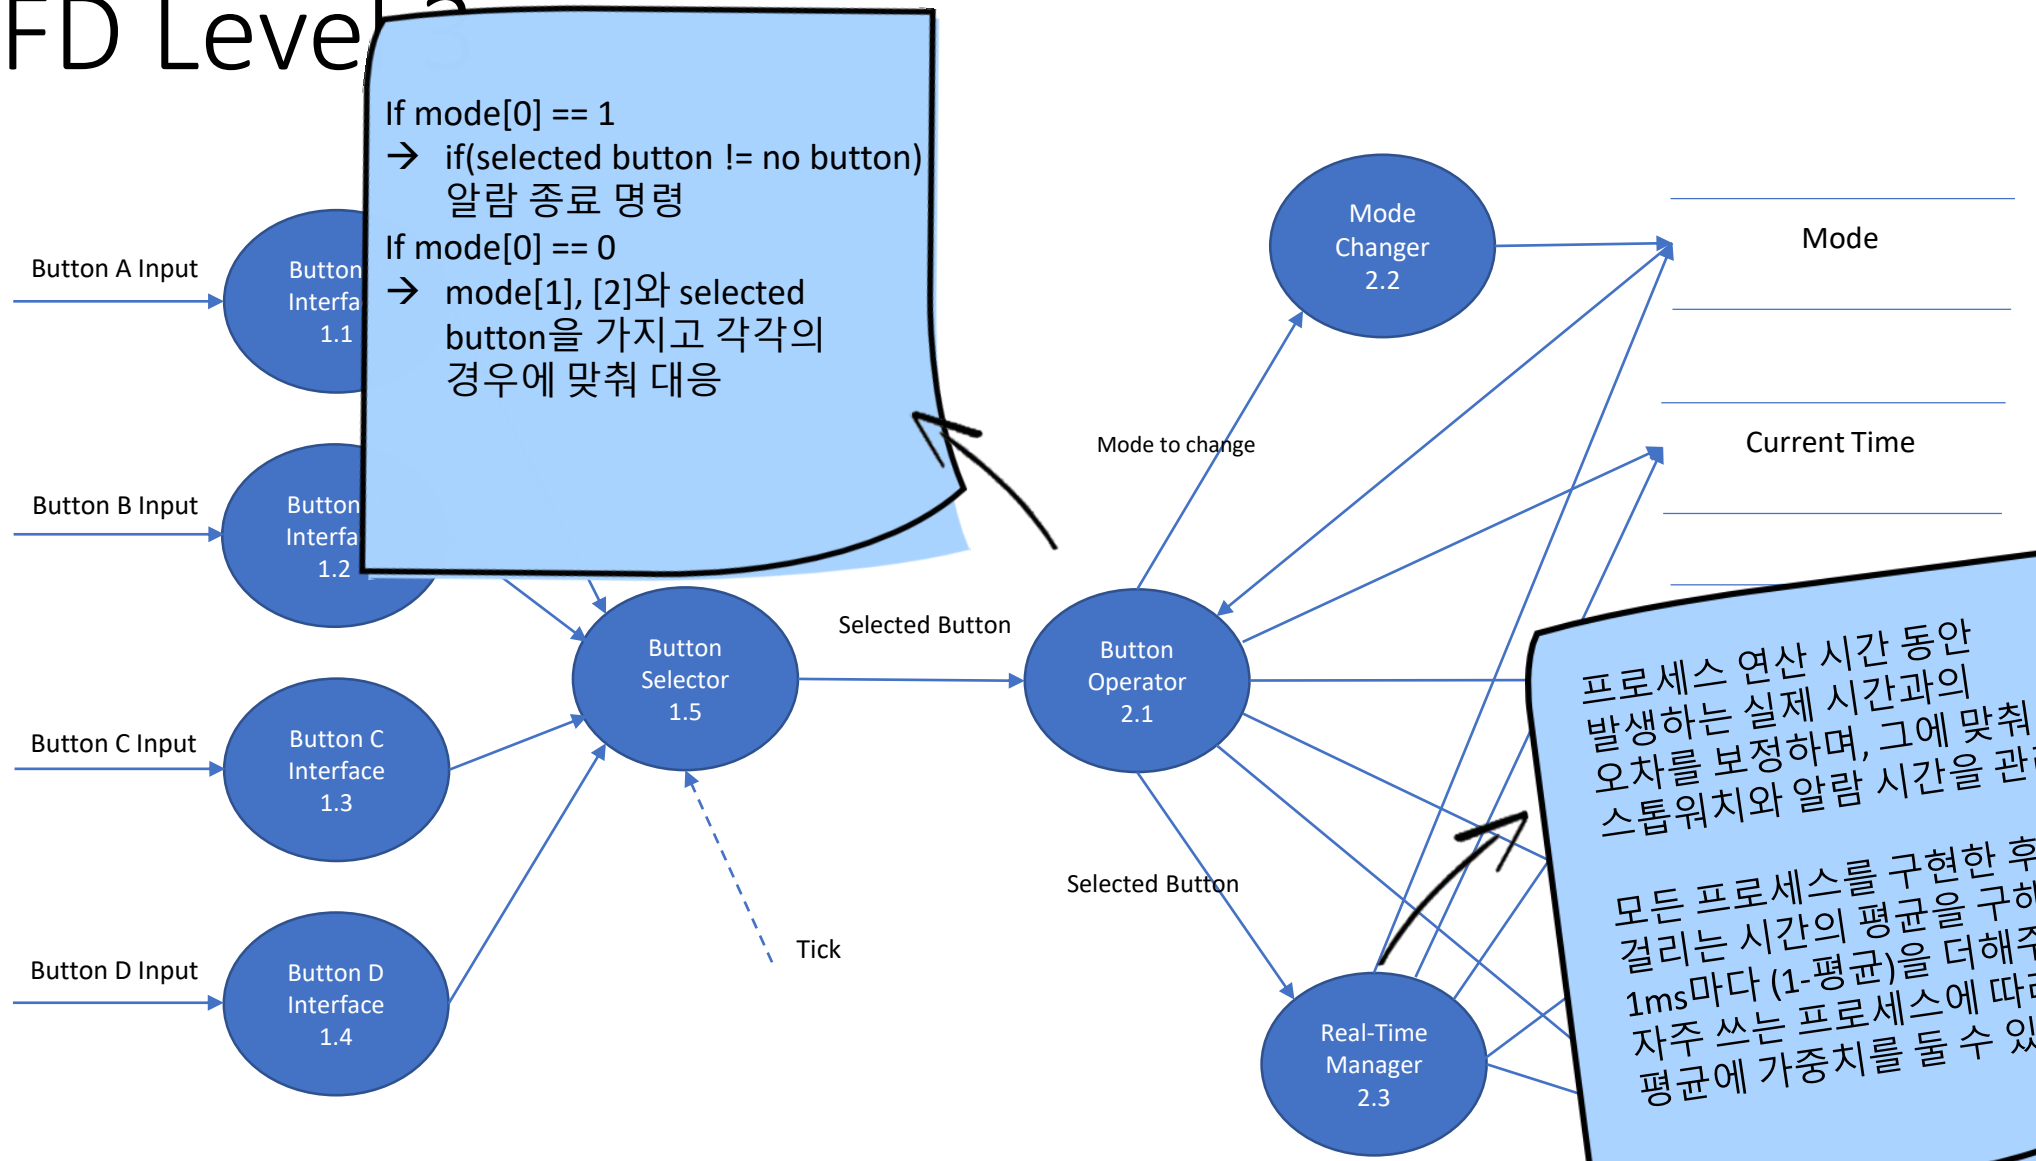 FD Level 3
If mode[0] == 1
→ if(selected button != no button)
알람 종료 명령
If mode[0] == 0
→ mode[1], [2]와 selected
button을 가지고 각각의
경우에 맞춰 대응
Button A Input
Button
Interfa
1.1
Button B Input
Button
Interfa
1.2
Button C Input
Button C
Interface
1.3
Button D Input
Button D
Interface
1.4
Button
Selector
1.5
Tick
Selected Button
Button
Operator
2.1
Mode to change
Mode
Changer
2.2
Selected Button
Real-Time
Manager
2.3
Mode
Current Time
프로세스 연산 시간 동안
발생하는 실제 시간과의
오차를 보정하며, 그에 맞춰
스톱워치와 알람 시간을
모든 프로세스를 구현한 후
걸리는 시간의 평균을
1ms마다 (1-평균)을
자주 쓰는 프로세스에
평균에 가중치를 둘 수